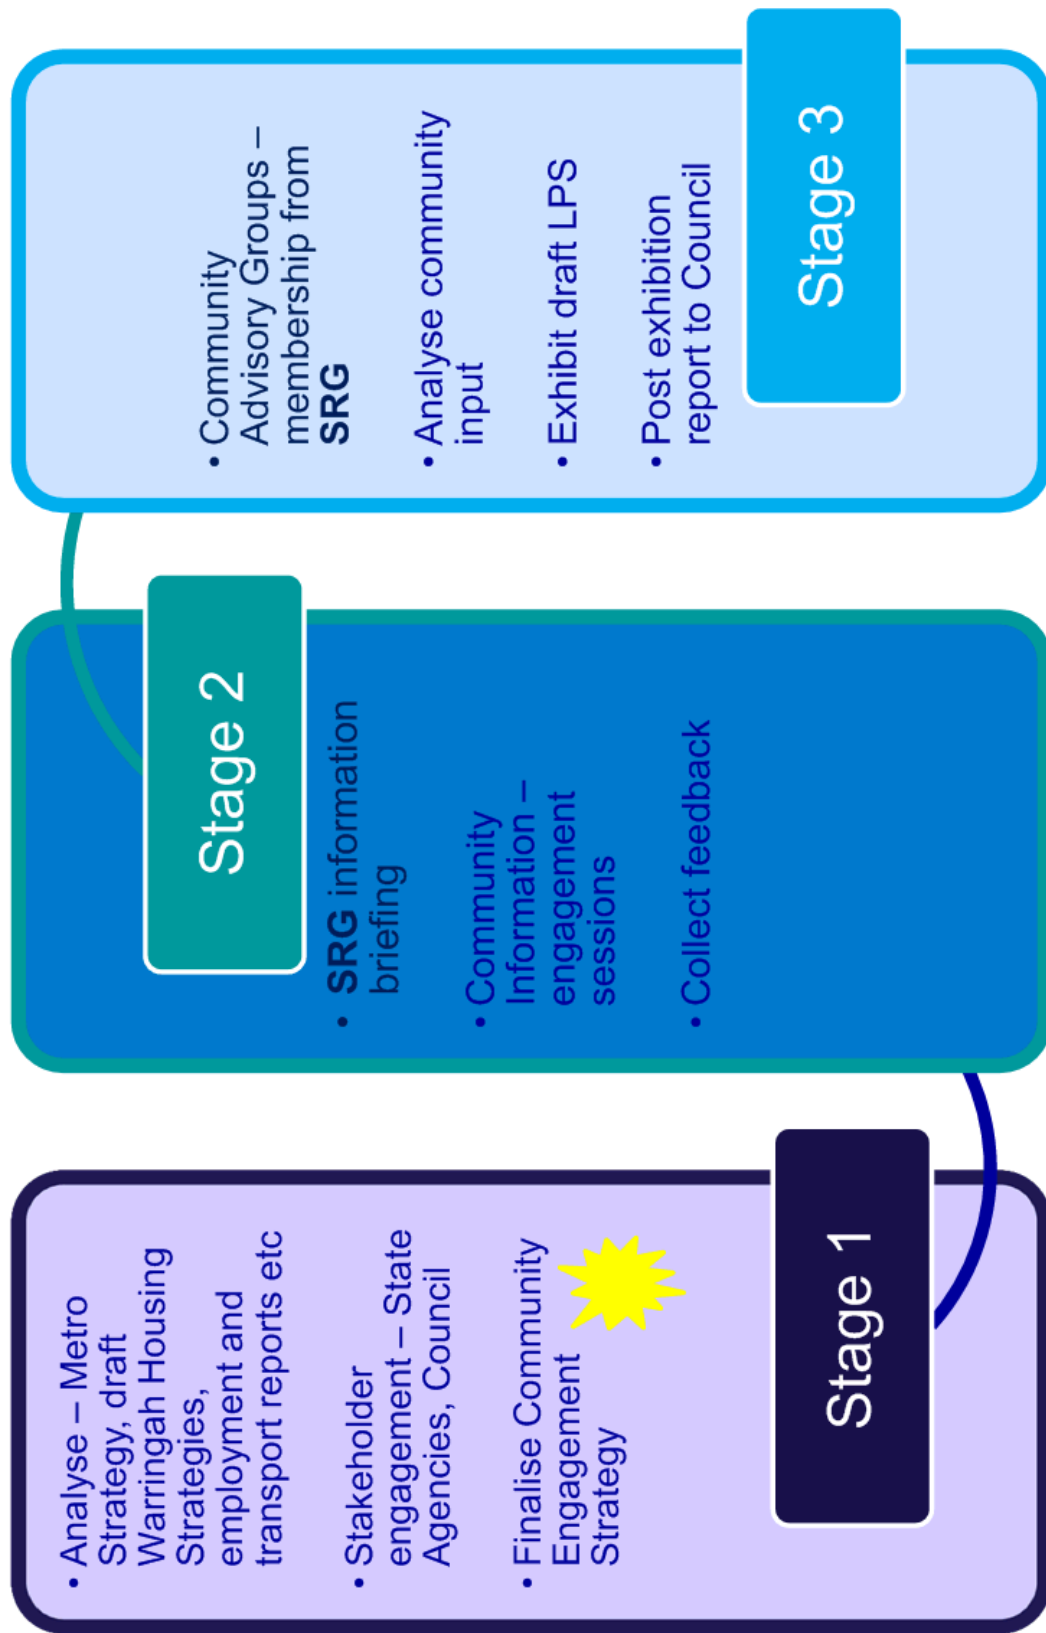 • Analyse – Metro
Strategy, draft
Warringah Housing
Strategies,
employment and
transport reports etc
• Stakeholder
engagement – State
Agencies, Council
• Finalise Community
Engagement
Strategy
Stage 1
Stage 2
• SRG information
briefing
• Community
Information –
engagement
sessions
• Collect feedback
• Community
Advisory Groups –
membership from
SRG
• Analyse community
input
• Exhibit draft LPS
• Post exhibition
report to Council
Stage 3